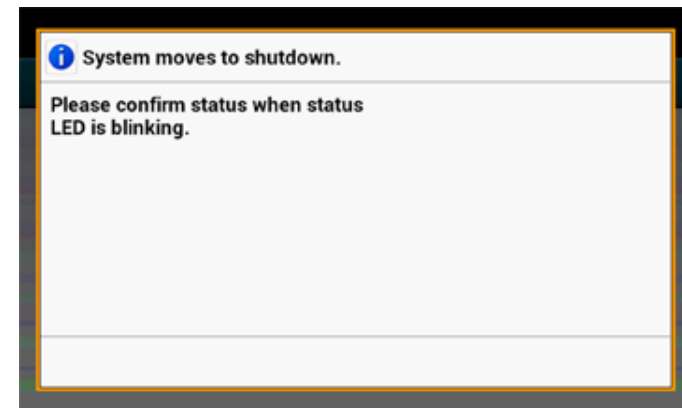 System moves to shutdown.
Please confirm status when status
LED is blinking.